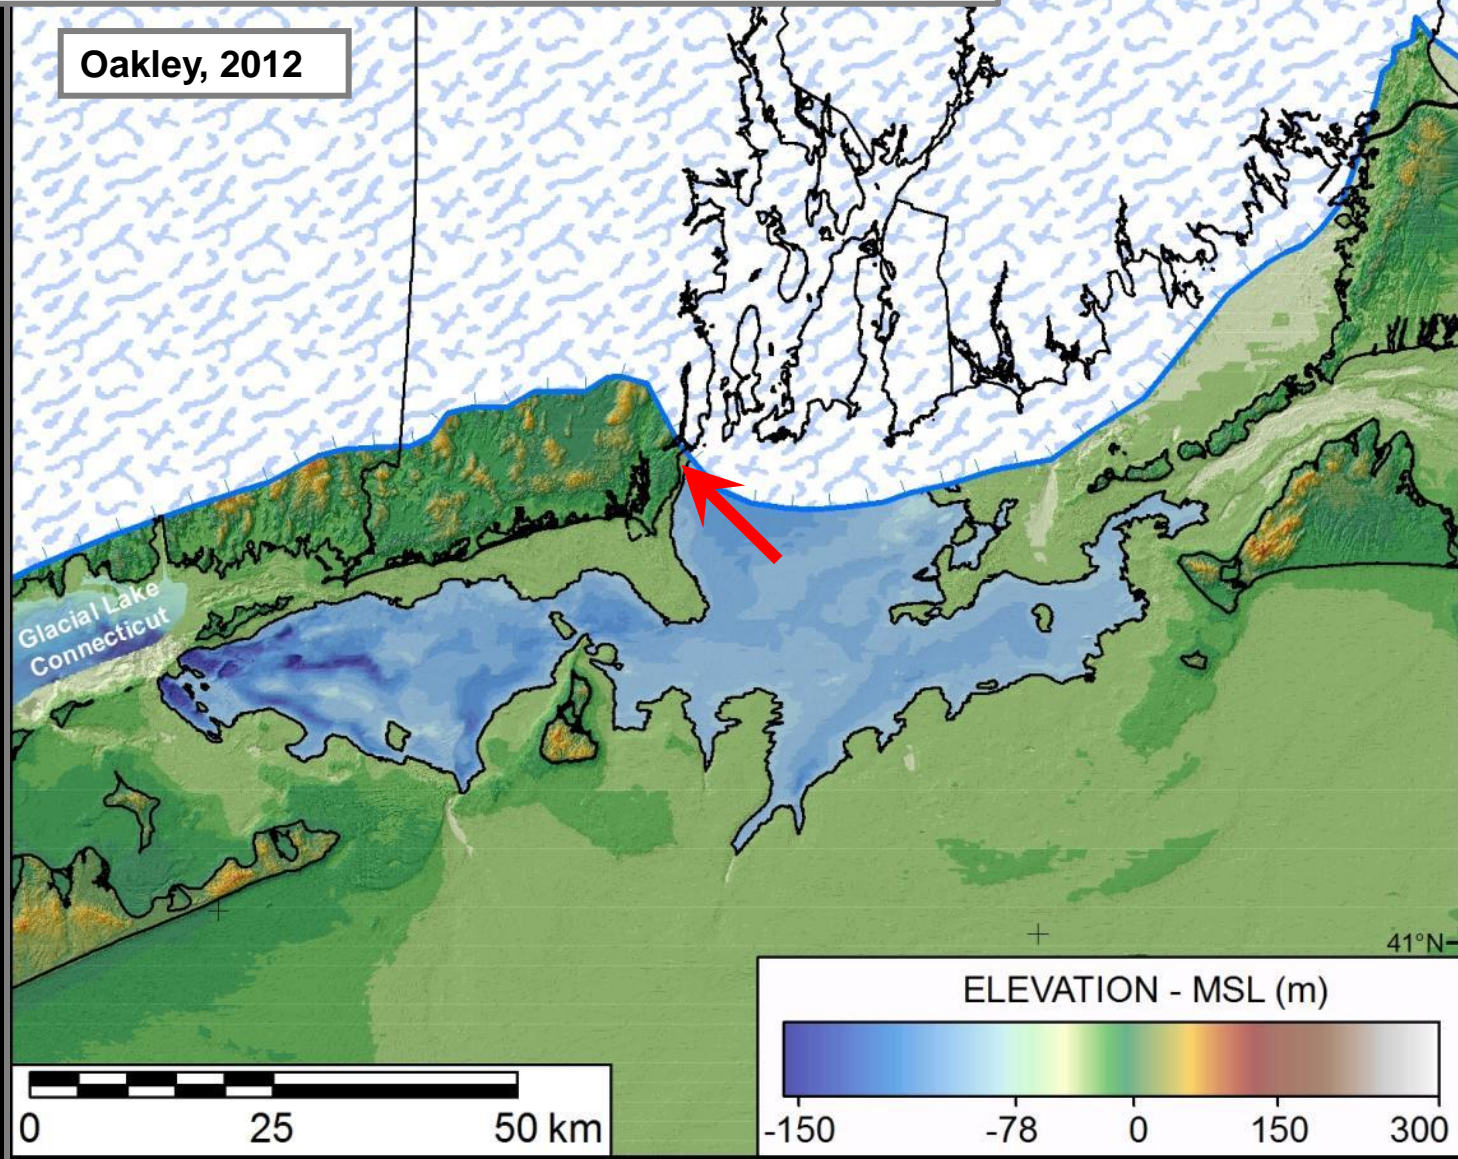 Oakley, 2012
Glacial Lake
Connecticut
41°N
ELEVATION - MSL (m)
-150 -78 0 150 300
0 25 50 km